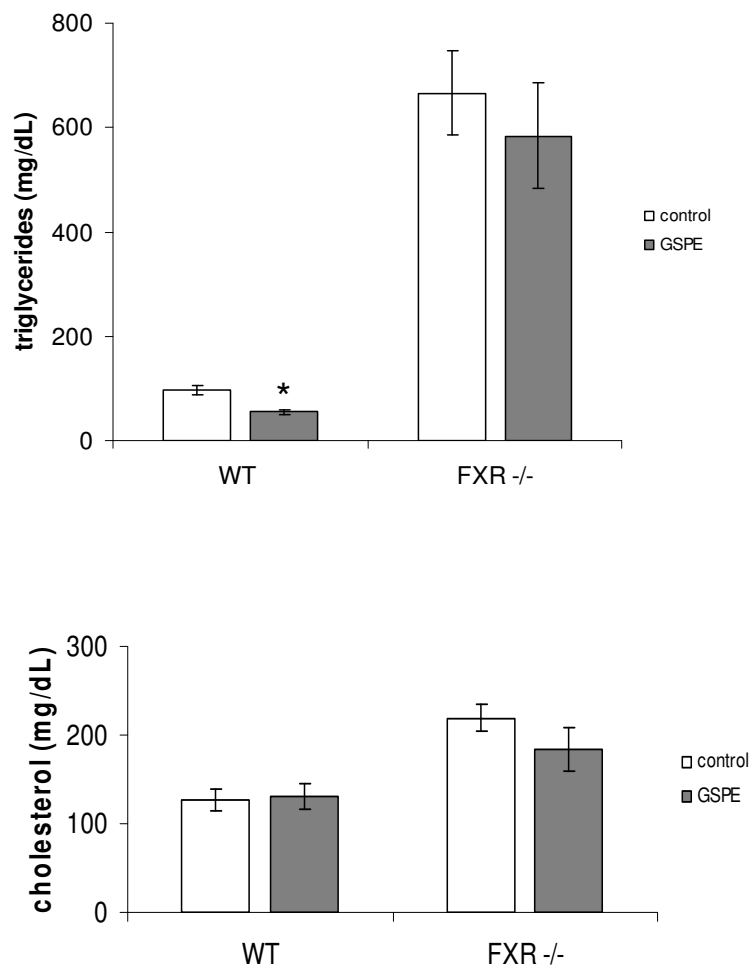 800
600
400
200
0
triglycerides (mg/dL)
*
WT
FXR -/-
control
GSPE
300
200
100
0
cholesterol (mg/dL)
WT
FXR -/-
control
GSPE